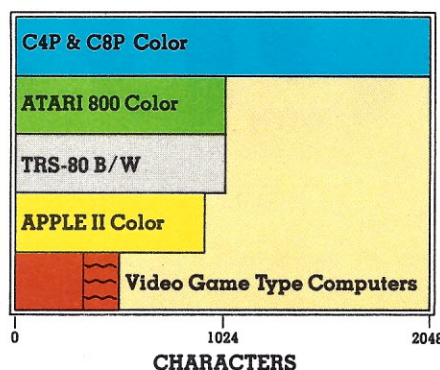 C4P & C8P Color
ATARI 800 Color
TRS-80 B/W
APPLE II Color
Video Game Type Computers
0 1024 2048
CHARACTERS